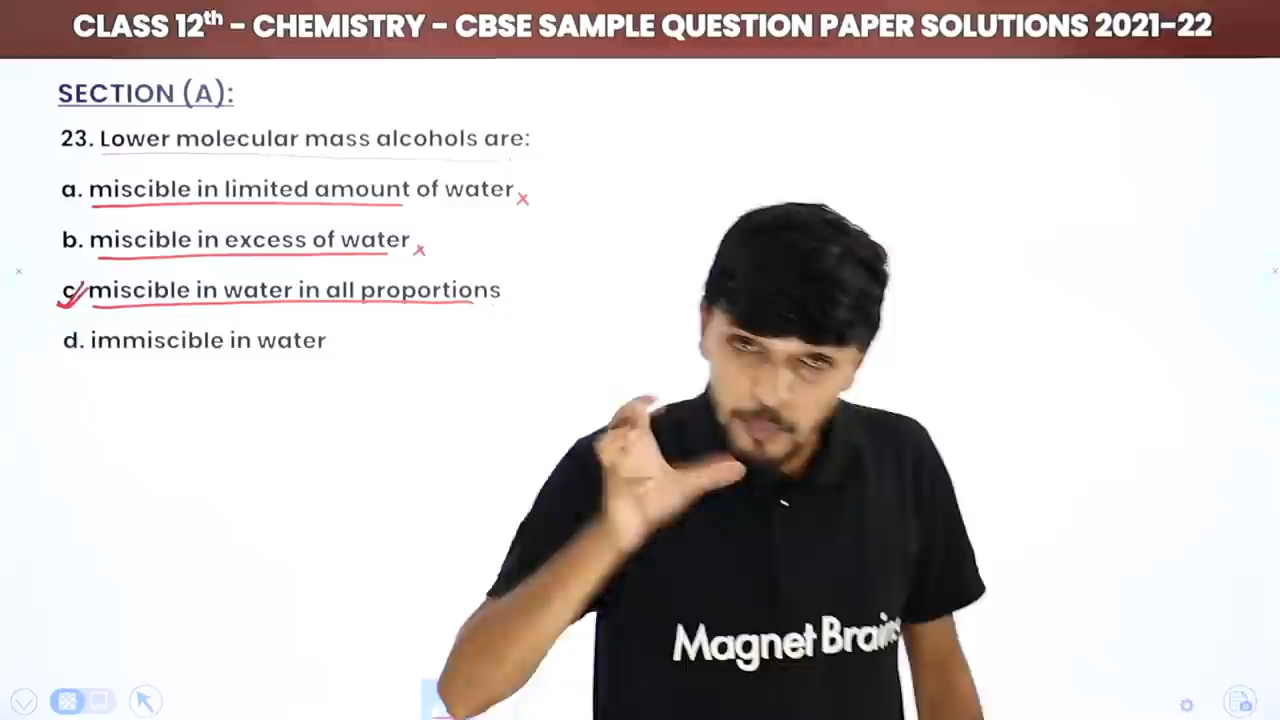 CLASS 12th - CHEMISTRY - CBSE SAMPLE QUESTION PAPER SOLUTIONS 2021-22
SECTION (A):
23. Lower molecular mass alcohols are:
a. miscible in limited amount of water x
b. miscible in excess of water x
c. miscible in water in all proportions
d. immiscible in water
Magnet Brains